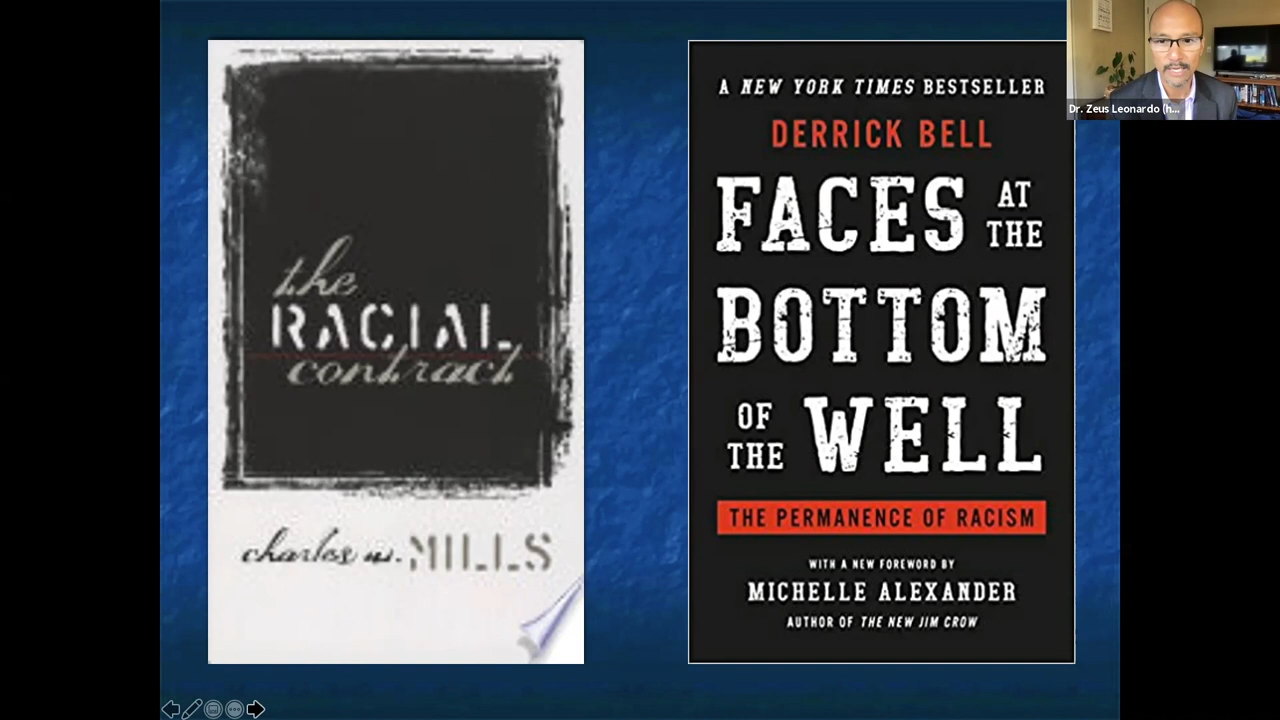 the
RACIAL
contract
charles w. MILLS
A NEW YORK TIMES BESTSELLER
DERRICK BELL
FACES AT THE
BOTTOM
OF THE WELL
THE PERMANENCE OF RACISM
WITH A NEW FOREWORD BY
MICHELLE ALEXANDER
AUTHOR OF THE NEW JIM CROW
Dr. Zeus Leonardo (h...